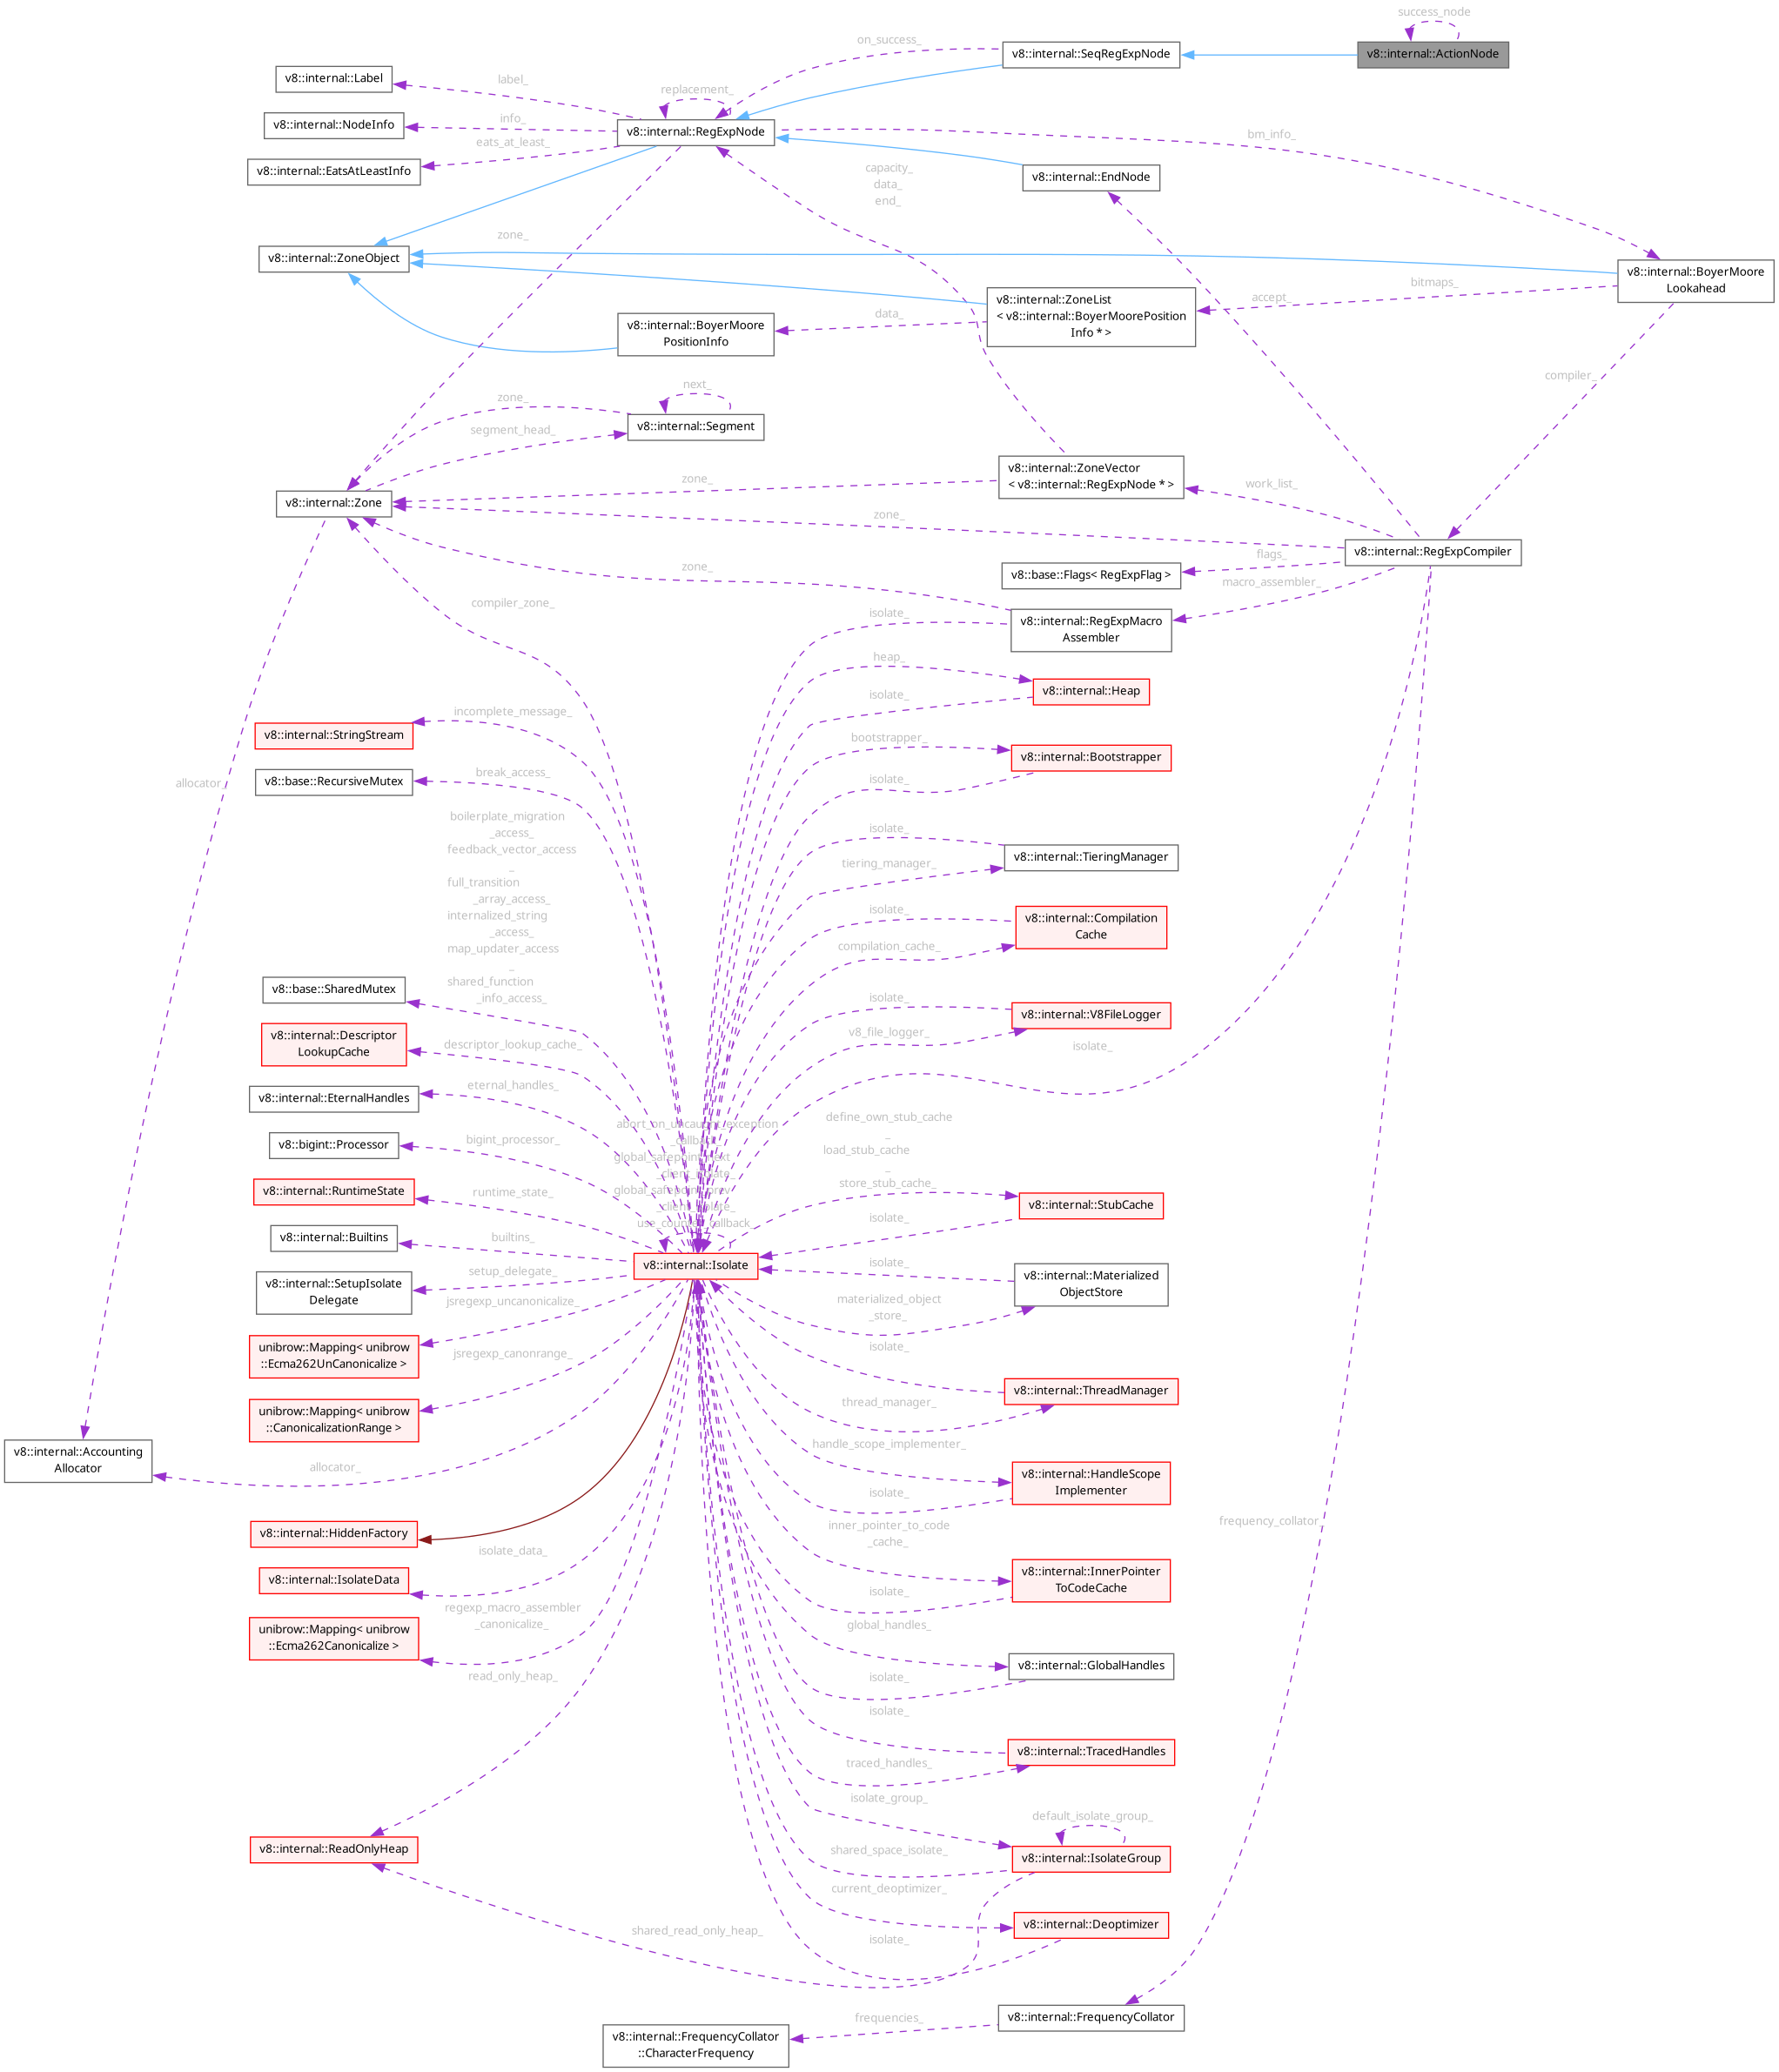 success_node
v8::internal::ActionNode
on_success_
v8::internal::SeqRegExpNode
v8::internal::Label
label_
replacement_
v8::internal::NodeInfo
info_
v8::internal::RegExpNode
bm_info_
eats_at_least_
v8::internal::EatsAtLeastInfo
capacity_
data_
end_
v8::internal::EndNode
zone_
v8::internal::ZoneObject
v8::internal::BoyerMoore
Lookahead
bitmaps_
accept_
v8::internal::ZoneList
< v8::internal::BoyerMoorePosition
Info * >
data_
v8::internal::BoyerMoore
PositionInfo
compiler_
next_
zone_
v8::internal::Segment
segment_head_
v8::internal::ZoneVector
< v8::internal::RegExpNode * >
zone_
work_list_
v8::internal::Zone
zone_
v8::internal::RegExpCompiler
flags_
v8::base::Flags< RegExpFlag >
zone_
macro_assembler_
compiler_zone_
isolate_
v8::internal::RegExpMacro
Assembler
heap_
v8::internal::Heap
isolate_
incomplete_message_
v8::internal::StringStream
bootstrapper_
v8::internal::Bootstrapper
isolate_
break_access_
v8::base::RecursiveMutex
allocator_
boilerplate_migration
_access_
feedback_vector_access
_
full_transition
_array_access_
internalized_string
_access_
map_updater_access
_
shared_function
_info_access_
isolate_
v8::internal::TieringManager
tiering_manager_
isolate_
v8::internal::Compilation
Cache
compilation_cache_
v8::base::SharedMutex
isolate_
v8::internal::V8FileLogger
v8_file_logger_
isolate_
v8::internal::Descriptor
LookupCache
descriptor_lookup_cache_
v8::internal::EternalHandles
eternal_handles_
v8::bigint::Processor
bigint_processor_
abort_on_uncaught_exception
_callback_
global_safepoint_next
_client_isolate_
global_safepoint_prev
_client_isolate_
use_counter_callback_
define_own_stub_cache
_
load_stub_cache
_
store_stub_cache_
v8::internal::RuntimeState
runtime_state_
v8::internal::StubCache
isolate_
v8::internal::Builtins
builtins_
v8::internal::Isolate
isolate_
v8::internal::Materialized
ObjectStore
v8::internal::SetupIsolate
Delegate
setup_delegate_
jsregexp_uncanonicalize_
materialized_object
_store_
unibrow::Mapping< unibrow
::Ecma262UnCanonicalize >
jsregexp_canonrange_
isolate_
v8::internal::ThreadManager
thread_manager_
unibrow::Mapping< unibrow
::CanonicalizationRange >
v8::internal::Accounting
Allocator
allocator_
handle_scope_implementer_
v8::internal::HandleScope
Implementer
isolate_
frequency_collator_
v8::internal::HiddenFactory
inner_pointer_to_code
_cache_
isolate_data_
v8::internal::IsolateData
v8::internal::InnerPointer
ToCodeCache
isolate_
regexp_macro_assembler
_canonicalize_
unibrow::Mapping< unibrow
::Ecma262Canonicalize >
global_handles_
v8::internal::GlobalHandles
isolate_
read_only_heap_
isolate_
v8::internal::TracedHandles
traced_handles_
isolate_group_
default_isolate_group_
v8::internal::ReadOnlyHeap
shared_space_isolate_
v8::internal::IsolateGroup
current_deoptimizer_
v8::internal::Deoptimizer
shared_read_only_heap_
isolate_
v8::internal::FrequencyCollator
frequencies_
v8::internal::FrequencyCollator
::CharacterFrequency